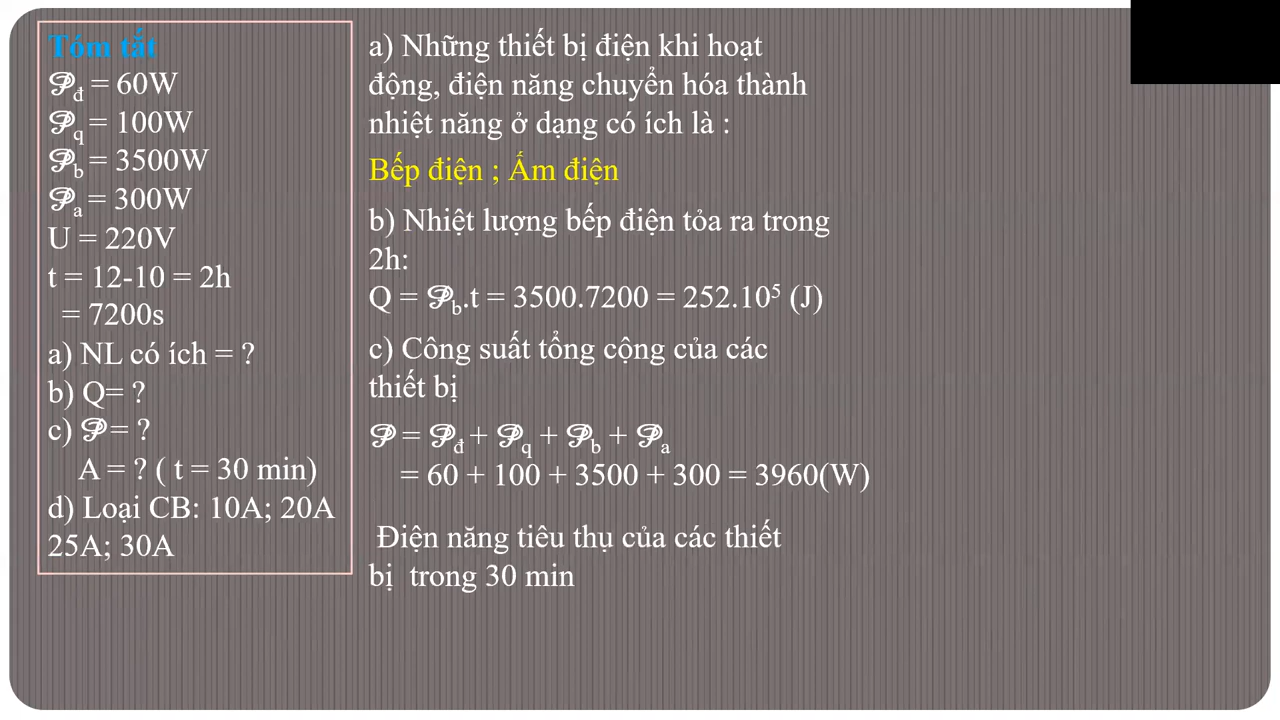 Tóm tắt
𝒫đ = 60W
𝒫q = 100W
𝒫b = 3500W
𝒫a = 300W
U = 220V
t = 12-10 = 2h
= 7200s
a) NL có ích = ?
b) Q= ?
c) 𝒫 = ?
A = ? ( t = 30 min)
d) Loại CB: 10A; 20A
25A; 30A
a) Những thiết bị điện khi hoạt
động, điện năng chuyển hóa thành
nhiệt năng ở dạng có ích là :
Bếp điện ; Ấm điện
b) Nhiệt lượng bếp điện tỏa ra trong
2h:
Q = 𝒫b.t = 3500.7200 = 252.10⁵ (J)
c) Công suất tổng cộng của các
thiết bị
𝒫 = 𝒫đ + 𝒫q + 𝒫b + 𝒫a
= 60 + 100 + 3500 + 300 = 3960(W)
Điện năng tiêu thụ của các thiết
bị trong 30 min